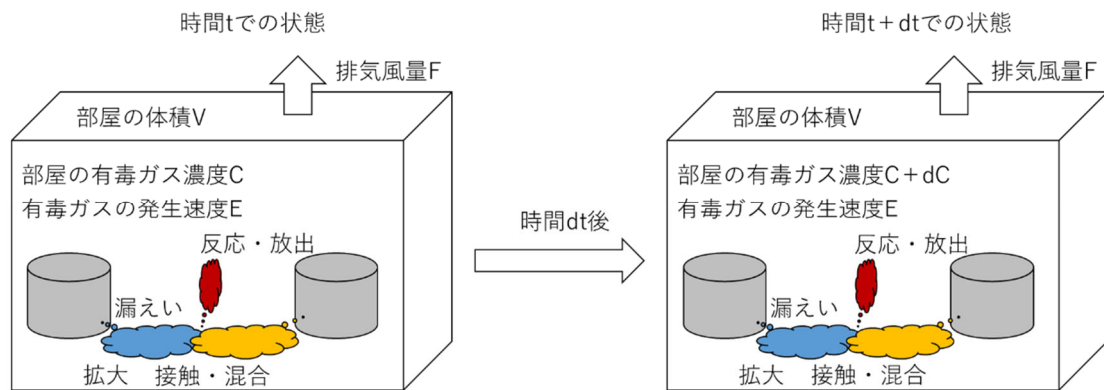 時間tでの状態
排気風量F
部屋の体積V
部屋の有毒ガス濃度C
有毒ガスの発生速度E
反応・放出
漏えい
拡大 接触・混合
時間dt後
時間t+dtでの状態
排気風量F
部屋の体積V
部屋の有毒ガス濃度C+dC
有毒ガスの発生速度E
反応・放出
漏えい
拡大 接触・混合